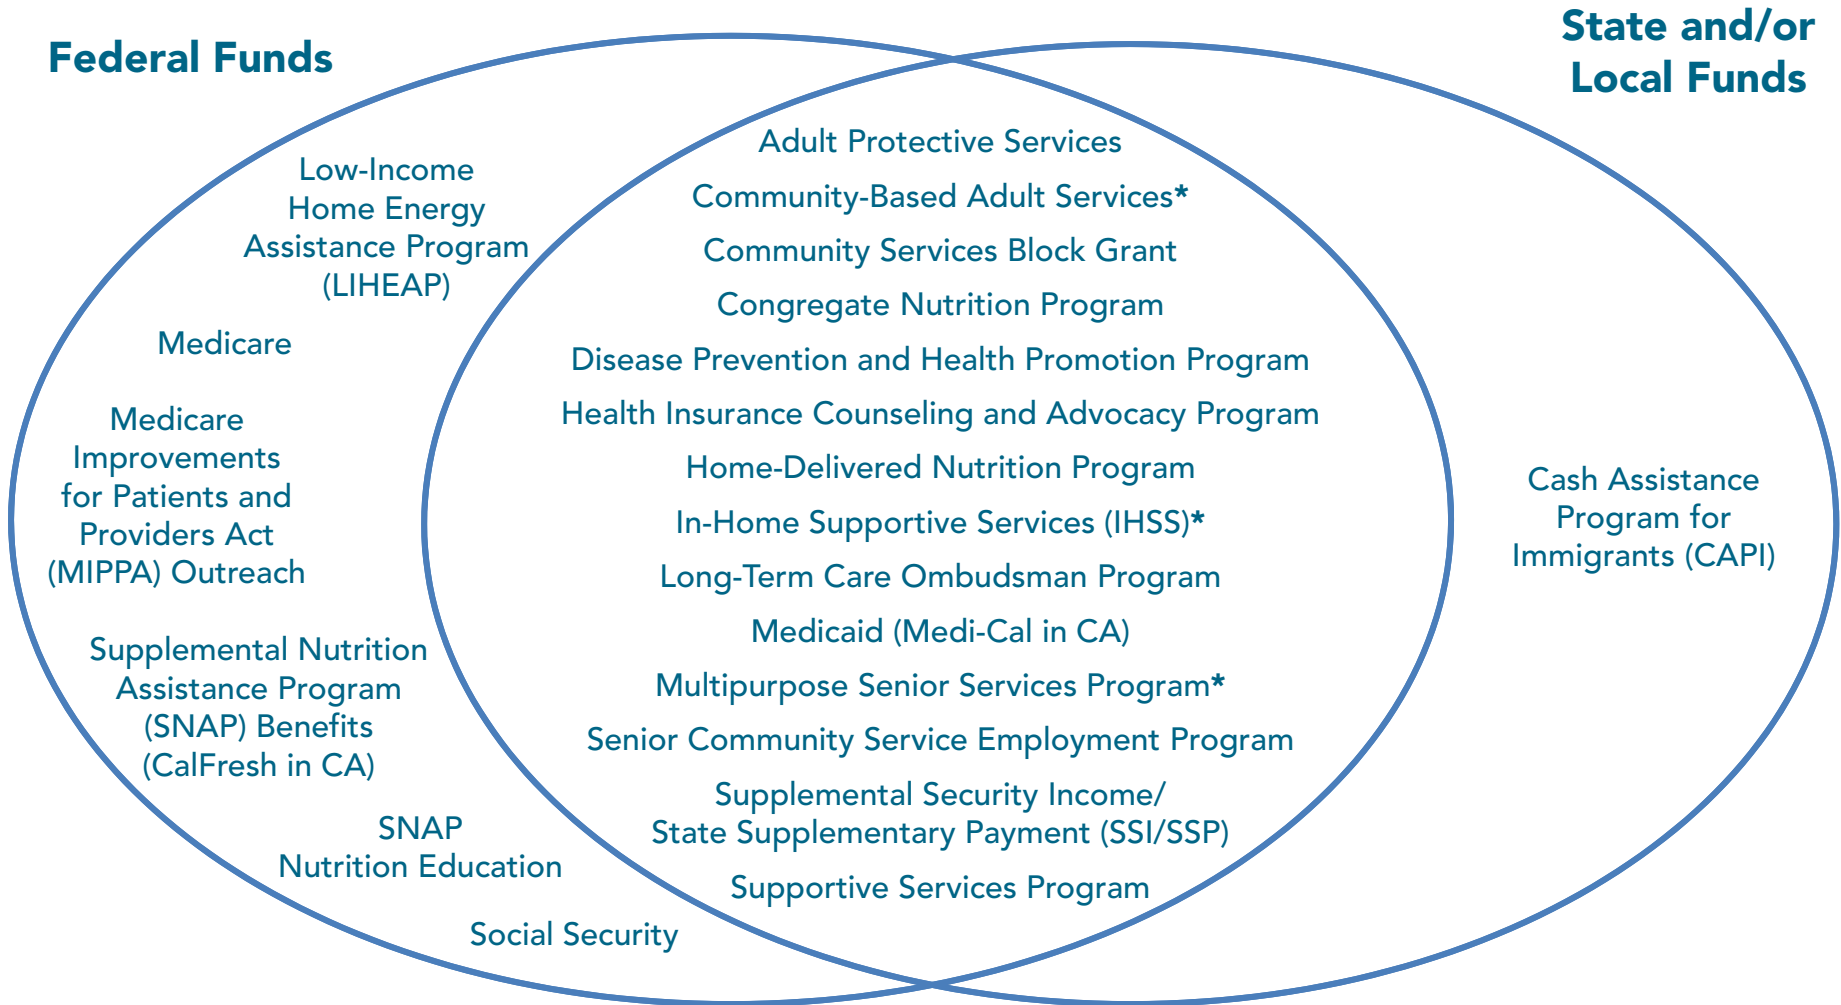 Federal Funds
State and/or
Local Funds
Low-Income
Home Energy
Assistance Program
(LIHEAP)
Medicare
Medicare
Improvements
for Patients and
Providers Act
(MIPPA) Outreach
Supplemental Nutrition
Assistance Program
(SNAP) Benefits
(CalFresh in CA)
SNAP
Nutrition Education
Social Security
Adult Protective Services
Community-Based Adult Services*
Community Services Block Grant
Congregate Nutrition Program
Disease Prevention and Health Promotion Program
Health Insurance Counseling and Advocacy Program
Home-Delivered Nutrition Program
In-Home Supportive Services (IHSS)*
Long-Term Care Ombudsman Program
Medicaid (Medi-Cal in CA)
Multipurpose Senior Services Program*
Senior Community Service Employment Program
Supplemental Security Income/
State Supplementary Payment (SSI/SSP)
Supportive Services Program
Cash Assistance
Program for
Immigrants (CAPI)